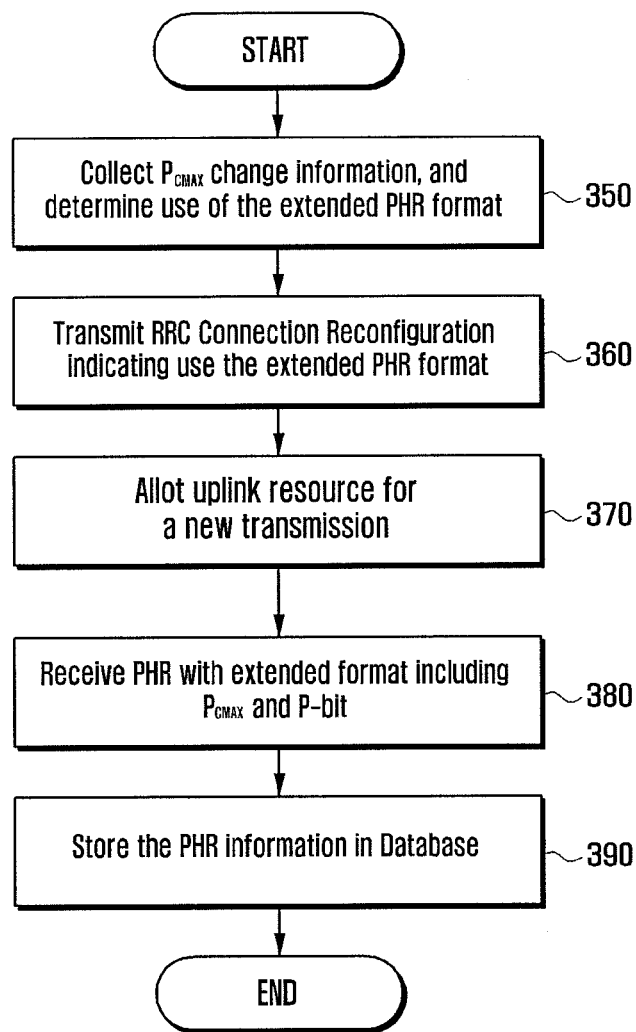 START
Collect PCMAX change information, and
determine use of the extended PHR format
350
Transmit RRC Connection Reconfiguration
indicating use the extended PHR format
360
Allot uplink resource for
a new transmission
370
Receive PHR with extended format including
PCMAX and P-bit
380
Store the PHR information in Database
390
END